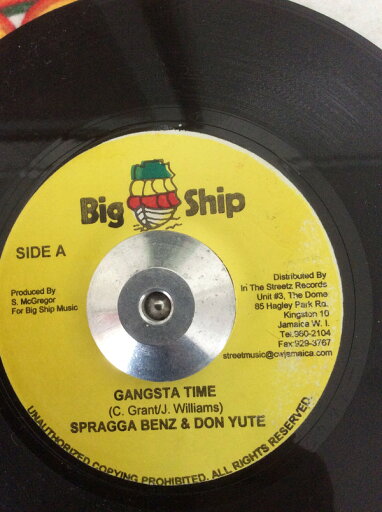 Big Ship
SIDE A
Produced By
S. McGregor
For Big Ship Music
Distributed By
In The Streetz Records
Unit #3, The Dome
85 Hagley Park Rd.
Kingston 10
Jamaica W. I.
Tel:960-2104
Fax:929-3767
streetmusic@cwjamaica.com
GANGSTA TIME
(C. Grant/J. Williams)
SPRAGGA BENZ & DON YUTE
UNAUTHORIZED COPYING PROHIBITED. ALL RIGHTS RESERVED.